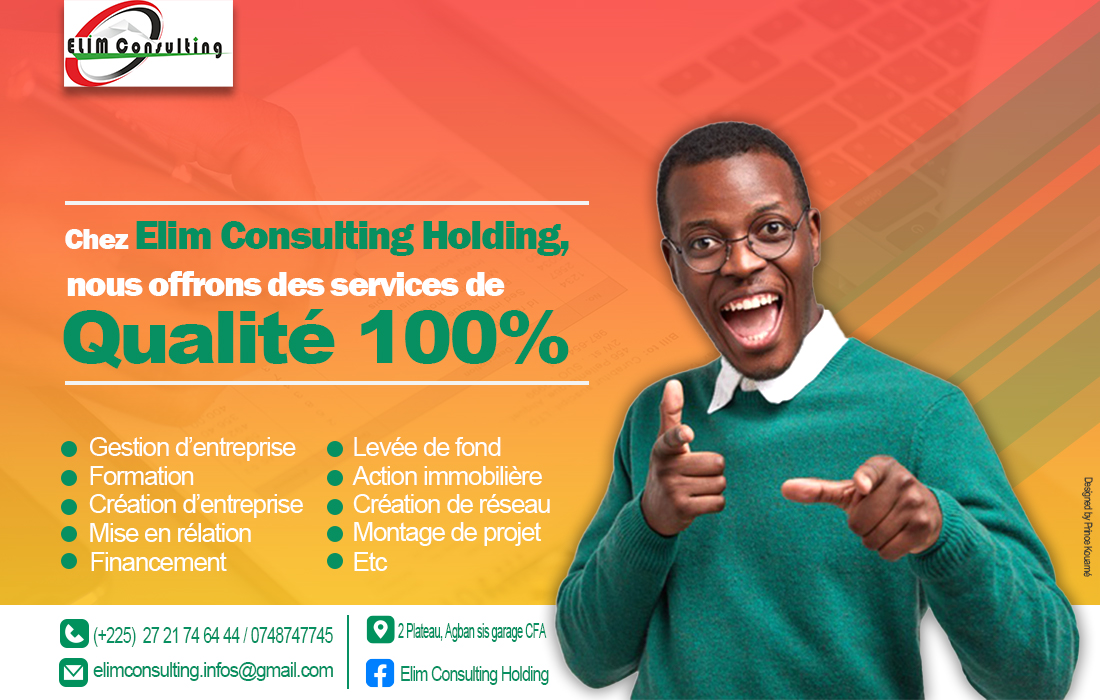 ELIM Consulting
Chez Elim Consulting Holding,
nous offrons des services de
Qualité 100%
Gestion d’entreprise
Formation
Création d’entreprise
Mise en rélation
Financement
Levée de fond
Action immobilière
Création de réseau
Montage de projet
Etc
(+225) 27 21 74 64 44 / 0748747745
elimconsulting.infos@gmail.com
2 Plateau, Agban sis garage CFA
Elim Consulting Holding
Designed by Prince Kouamé